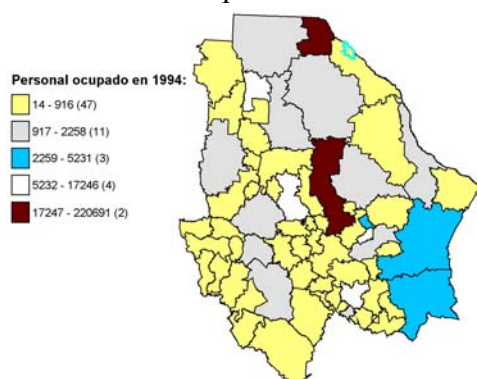 Personal ocupado en 1994:
14 - 916 (47)
917 - 2258 (11)
2259 - 5231 (3)
5232 - 17246 (4)
17247 - 220691 (2)